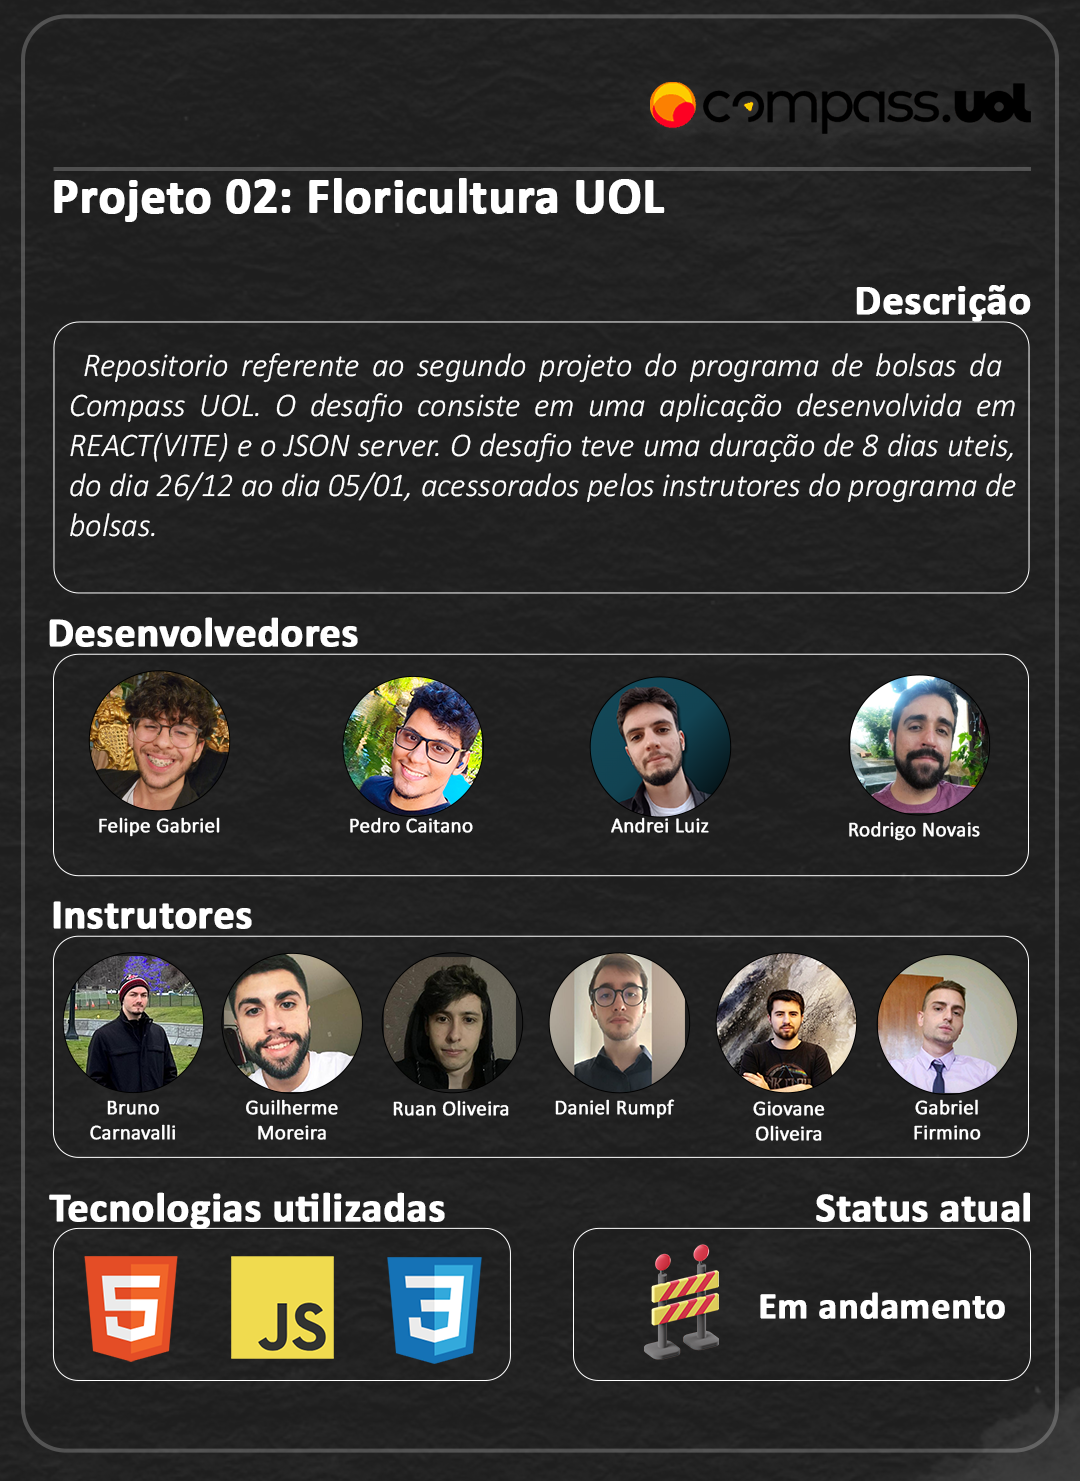 compass.uol
Projeto 02: Floricultura UOL
Descrição
Repositorio referente ao segundo projeto do programa de bolsas da
Compass UOL. O desafio consiste em uma aplicação desenvolvida em
REACT(VITE) e o JSON server. O desafio teve uma duração de 8 dias uteis,
do dia 26/12 ao dia 05/01, acessorados pelos instrutores do programa de
bolsas.
Desenvolvedores
Felipe Gabriel
Pedro Caitano
Andrei Luiz
Rodrigo Novais
Instrutores
Bruno
Carnavalli
Guilherme
Moreira
Ruan Oliveira
Daniel Rumpf
Giovane
Oliveira
Gabriel
Firmino
Tecnologias utilizadas
5
JS
3
Status atual
Em andamento